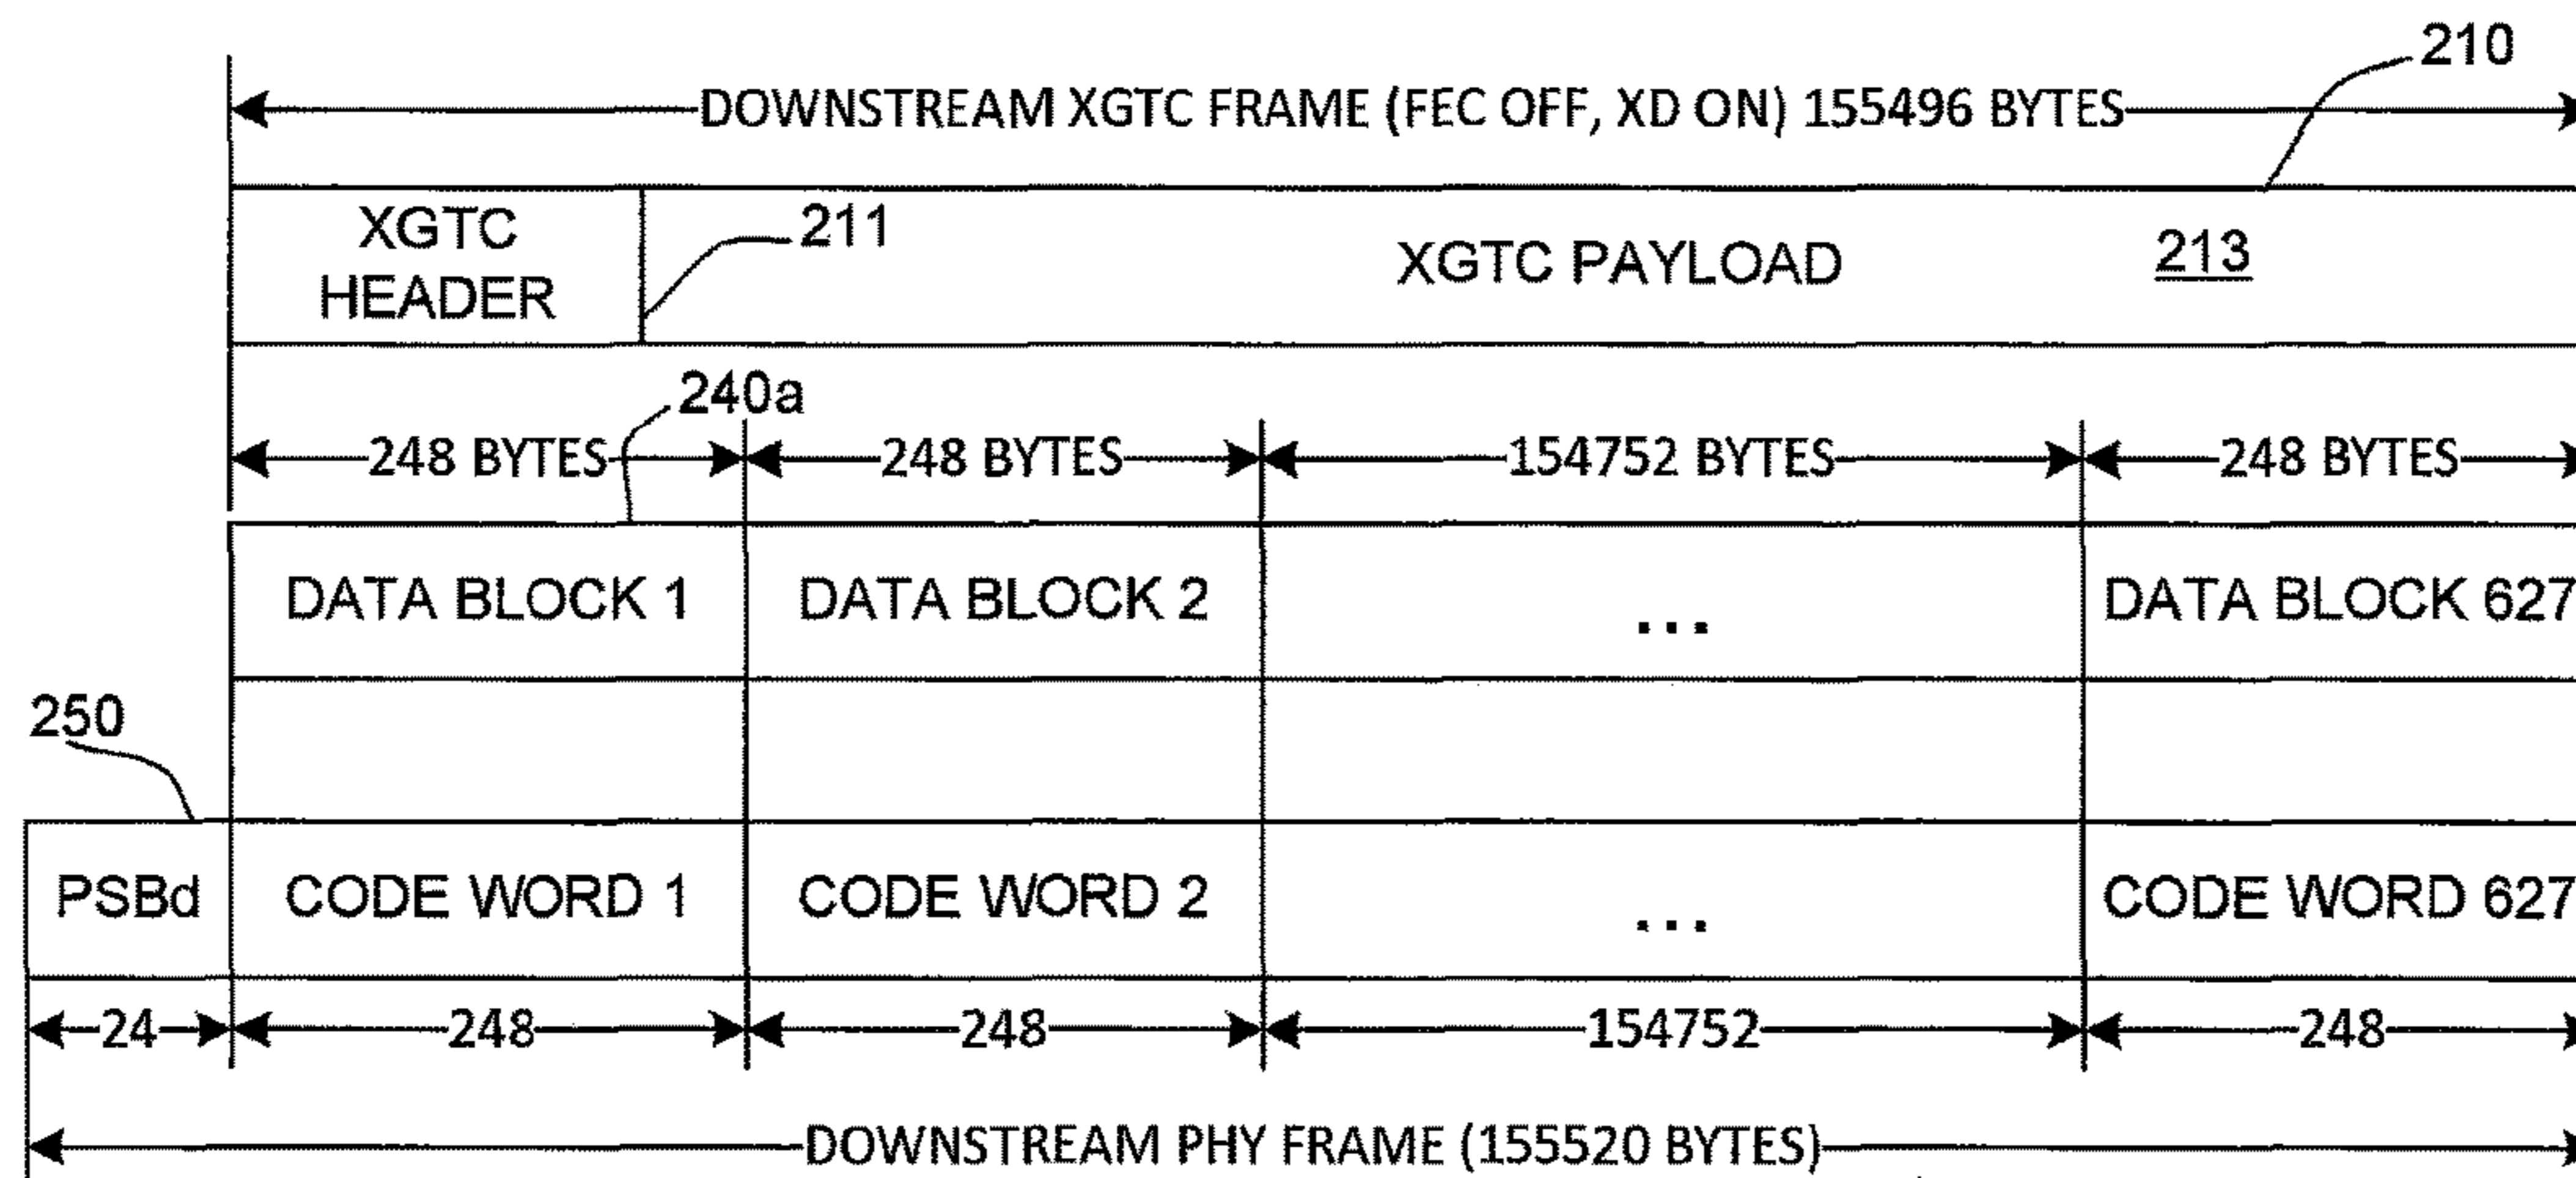 210
DOWNSTREAM XGTC FRAME (FEC OFF, XD ON) 155496 BYTES
XGTC HEADER
211
XGTC PAYLOAD
213
240a
248 BYTES
248 BYTES
154752 BYTES
248 BYTES
DATA BLOCK 1
DATA BLOCK 2
...
DATA BLOCK 627
250
PSBd
CODE WORD 1
CODE WORD 2
...
CODE WORD 627
24
248
248
154752
248
DOWNSTREAM PHY FRAME (155520 BYTES)